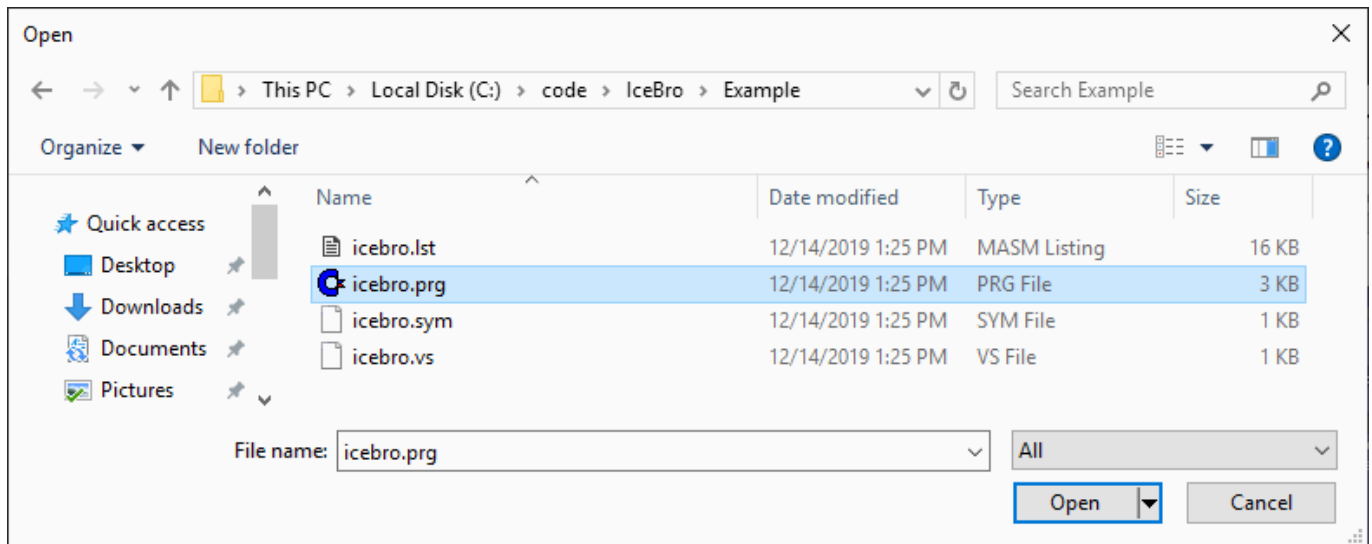 Open
This PC > Local Disk (C:) > code > IceBro > Example
Search Example
Organize
New folder
Name Date modified Type Size
Quick access
Desktop
Downloads
Documents
Pictures
icebro.lst 12/14/2019 1:25 PM MASM Listing 16 KB
icebro.prg 12/14/2019 1:25 PM PRG File 3 KB
icebro.sym 12/14/2019 1:25 PM SYM File 1 KB
icebro.vs 12/14/2019 1:25 PM VS File 1 KB
File name: icebro.prg
All
Open
Cancel